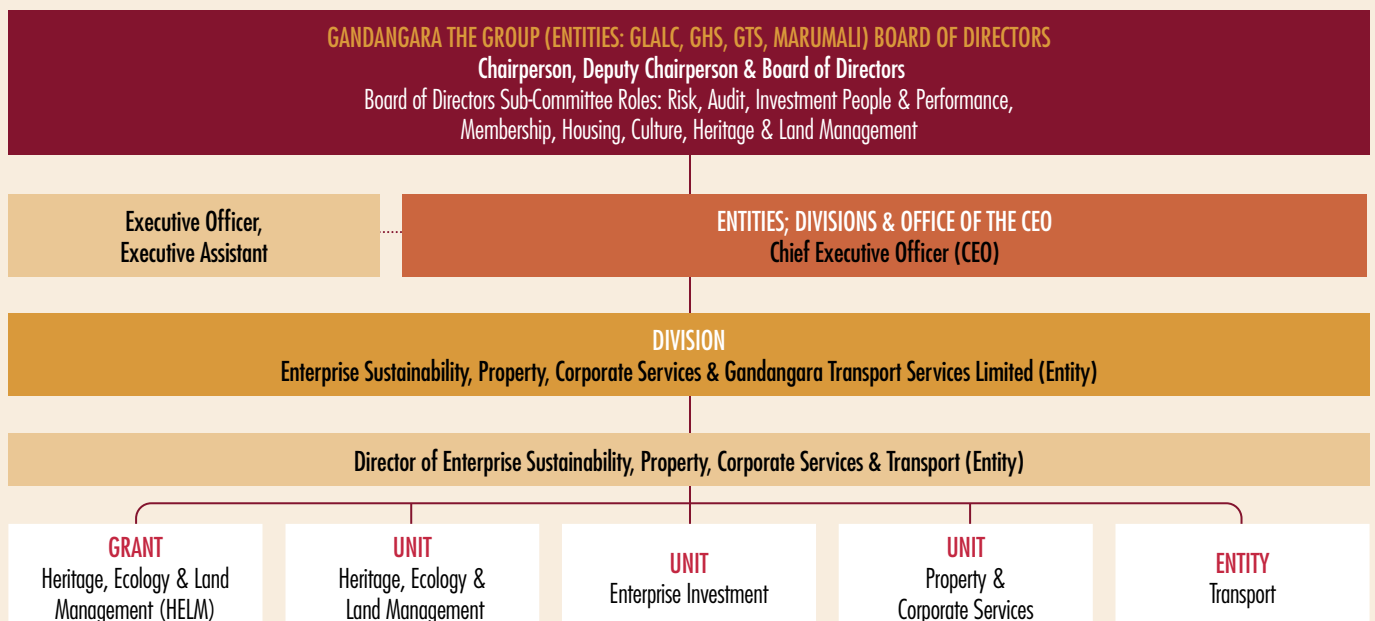 GANDANGARA THE GROUP (ENTITIES: GLALC, GHS, GTS, MARUMALI) BOARD OF DIRECTORS
Chairperson, Deputy Chairperson & Board of Directors
Board of Directors Sub-Committee Roles: Risk, Audit, Investment People & Performance,
Membership, Housing, Culture, Heritage & Land Management
Executive Officer,
Executive Assistant
ENTITIES; DIVISIONS & OFFICE OF THE CEO
Chief Executive Officer (CEO)
DIVISION
Enterprise Sustainability, Property, Corporate Services & Gandangara Transport Services Limited (Entity)
Director of Enterprise Sustainability, Property, Corporate Services & Transport (Entity)
GRANT
Heritage, Ecology & Land
Management (HELM)
UNIT
Heritage, Ecology &
Land Management
UNIT
Enterprise Investment
UNIT
Property &
Corporate Services
ENTITY
Transport